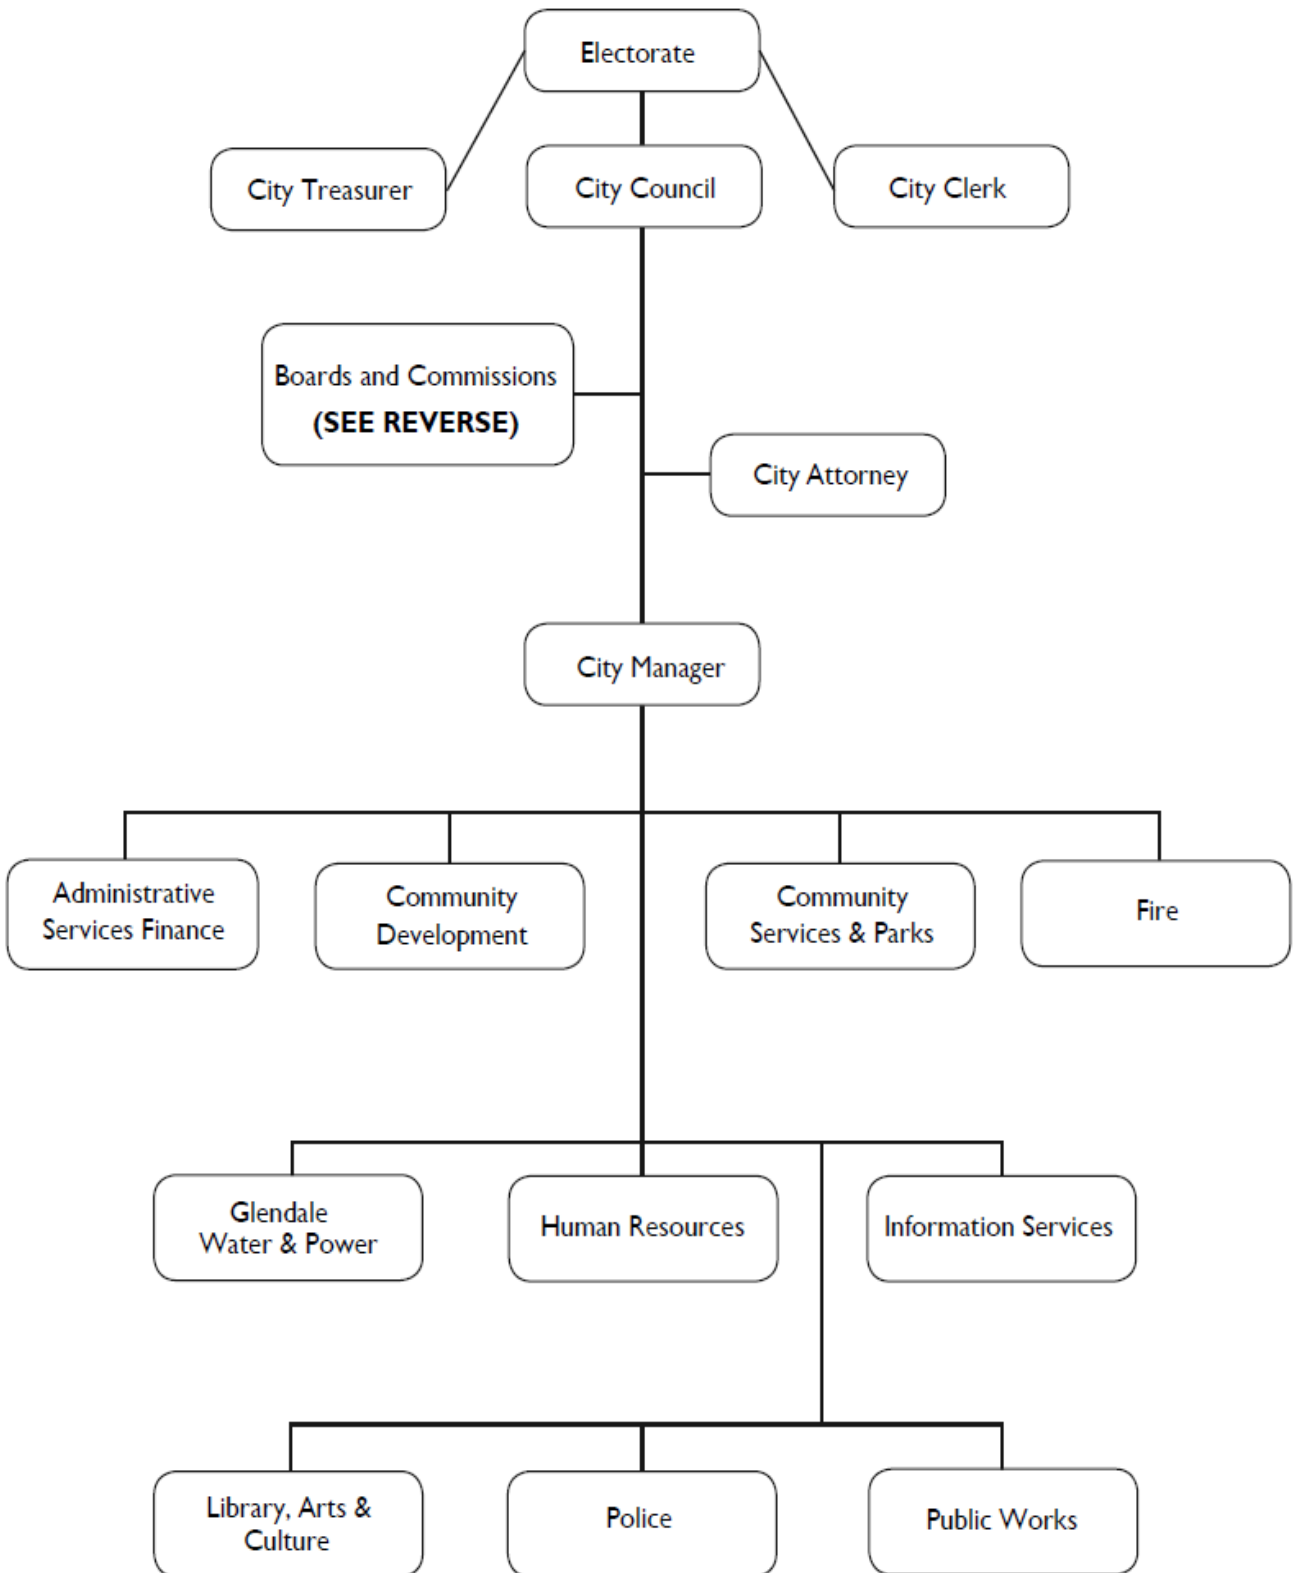 Electorate
City Treasurer
City Council
City Clerk
Boards and Commissions
(SEE REVERSE)
City Attorney
City Manager
Administrative
Services Finance
Community
Development
Community
Services & Parks
Fire
Glendale
Water & Power
Human Resources
Information Services
Library, Arts &
Culture
Police
Public Works